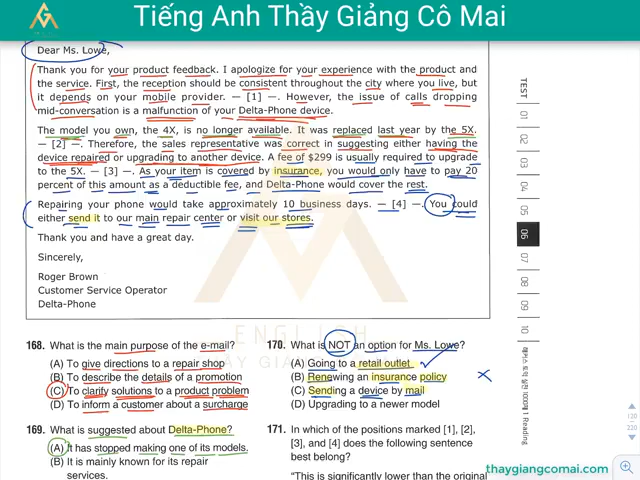 Tiếng Anh Thầy Giảng Cô Mai
Dear Ms. Lowe,
Thank you for your product feedback. I apologize for your experience with the product and
the service. First, the reception should be consistent throughout the city where you live, but
it depends on your mobile provider. — [1] —. However, the issue of calls dropping
mid-conversation is a malfunction of your Delta-Phone device.
The model you own, the 4X, is no longer available. It was replaced last year by the 5X.
— [2] —. Therefore, the sales representative was correct in suggesting either having the
device repaired or upgrading to another device. A fee of $299 is usually required to upgrade
to the 5X. — [3] —. As your item is covered by insurance, you would only have to pay 20
percent of this amount as a deductible fee, and Delta-Phone would cover the rest.
Repairing your phone would take approximately 10 business days. — [4] —. You could
either send it to our main repair center or visit our stores.
Thank you and have a great day.
Sincerely,
Roger Brown
Customer Service Operator
Delta-Phone
168. What is the main purpose of the e-mail?
(A) To give directions to a repair shop
(B) To describe the details of a promotion
(C) To clarify solutions to a product problem
(D) To inform a customer about a surcharge
169. What is suggested about Delta-Phone?
(A) It has stopped making one of its models.
(B) It is mainly known for its repair
services.
170. What is NOT an option for Ms. Lowe?
(A) Going to a retail outlet
(B) Renewing an insurance policy
(C) Sending a device by mail
(D) Upgrading to a newer model
171. In which of the positions marked [1], [2],
[3], and [4] does the following sentence
best belong?
"This is significantly lower than the original
TEST
01
02
03
04
05
06
07
08
09
10
Reading
120
220
thaygiangcomai.com
ENGLISH